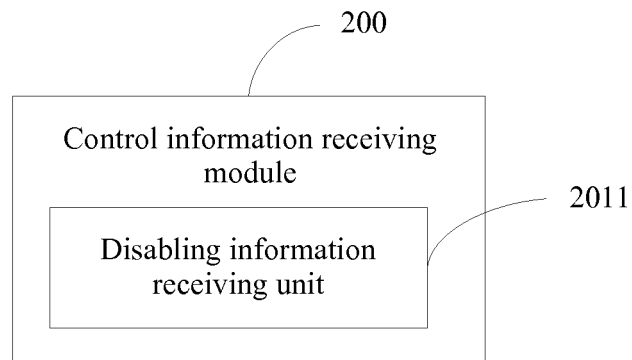 200
Control information receiving
module
2011
Disabling information
receiving unit